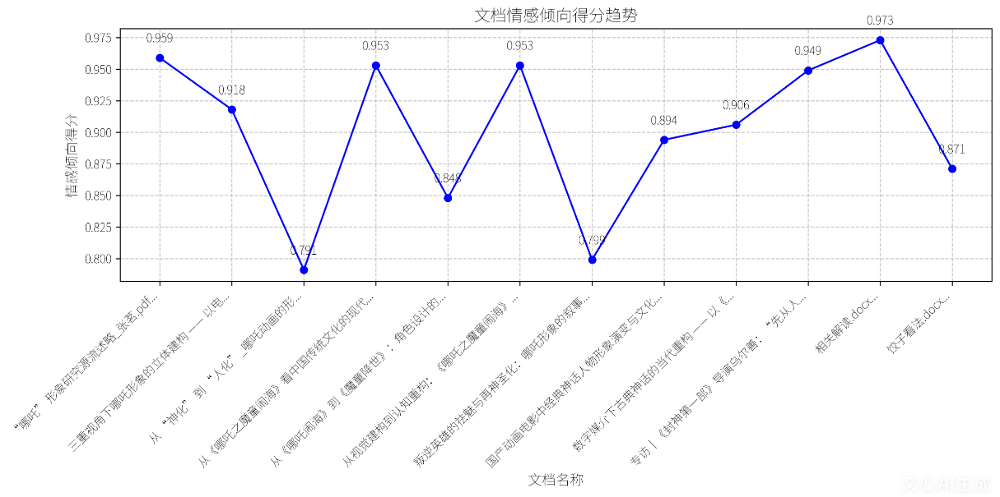 文档情感倾向得分趋势
情感倾向得分
0.975
0.950
0.925
0.900
0.875
0.850
0.825
0.800
0.959
0.918
0.791
0.953
0.848
0.953
0.799
0.894
0.906
0.949
0.973
0.871
“哪吒” 形象研究源流述略_张茗.pdf...
三重视角下哪吒形象的立体建构 —— 以电...
从 “神化” 到 “人化” _哪吒动画的形...
从《哪吒之魔童闹海》看中国传统文化的现代...
从《哪吒闹海》到《魔童降世》：角色设计的...
从视觉建构到认知重构：《哪吒之魔童闹海》...
叛逆英雄的祛魅与再神圣化：哪吒形象的叙事...
国产动画电影中经典神话人物形象演变与文化...
数字媒介下古典神话的当代重构 —— 以《...
专访丨《封神第一部》导演乌尔善：“先从人...
相关解读.docx...
饺子看法.docx...
文档名称
文心AI生成